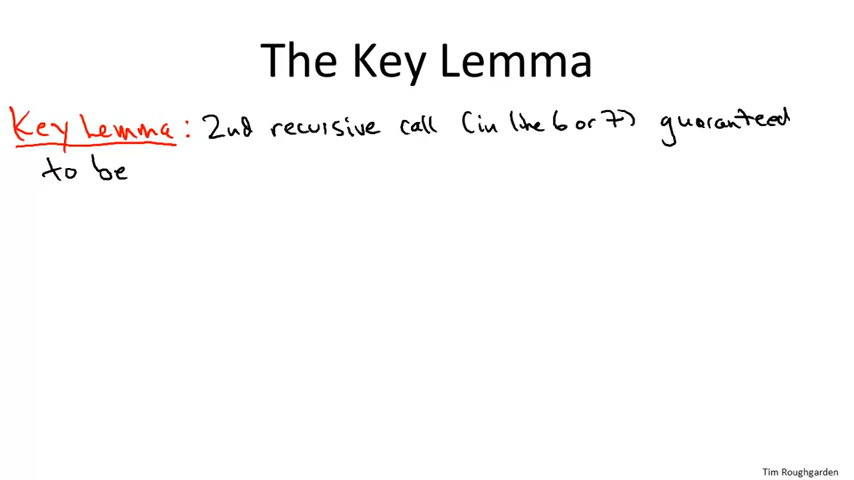 The Key Lemma
Key Lemma: 2nd recursive call (in line 6 or 7) guaranteed
to be
Tim Roughgarden